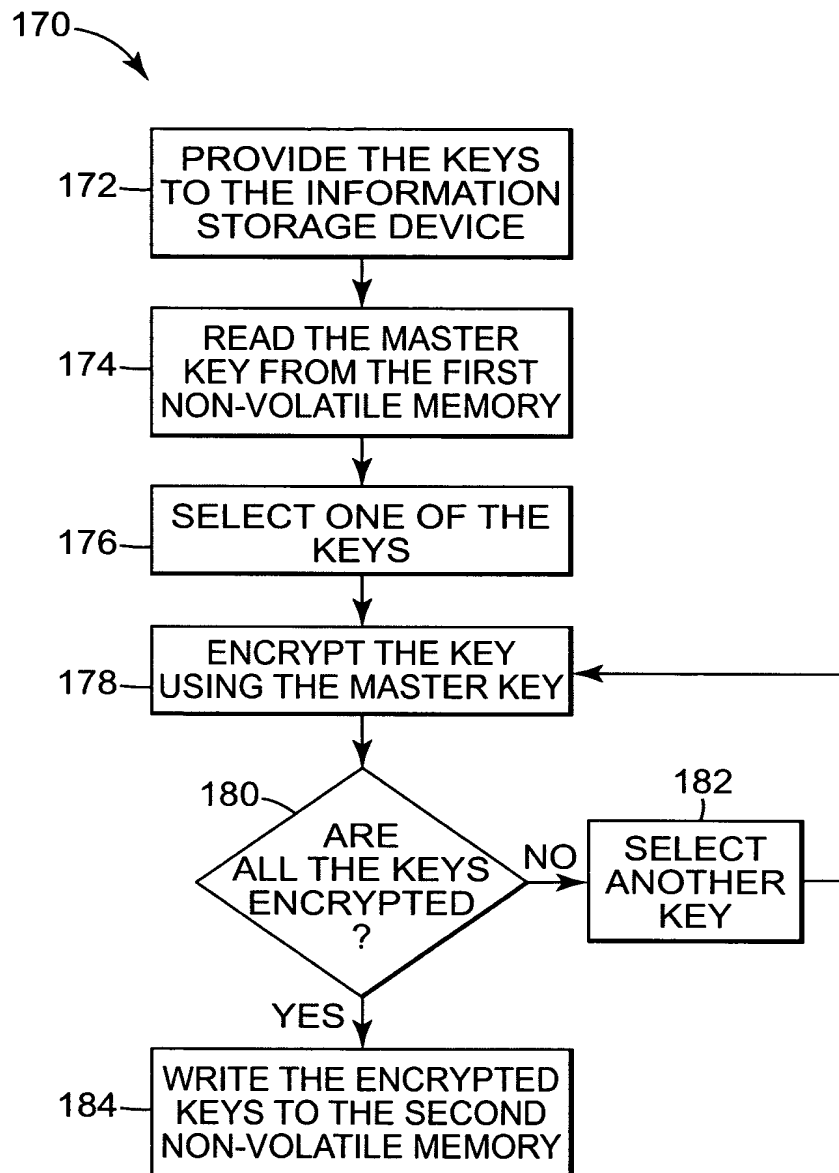 170
172
PROVIDE THE KEYS
TO THE INFORMATION
STORAGE DEVICE
174
READ THE MASTER
KEY FROM THE FIRST
NON-VOLATILE MEMORY
176
SELECT ONE OF THE
KEYS
178
ENCRYPT THE KEY
USING THE MASTER KEY
180
ARE
ALL THE KEYS
ENCRYPTED
?
NO
182
SELECT
ANOTHER
KEY
YES
184
WRITE THE ENCRYPTED
KEYS TO THE SECOND
NON-VOLATILE MEMORY